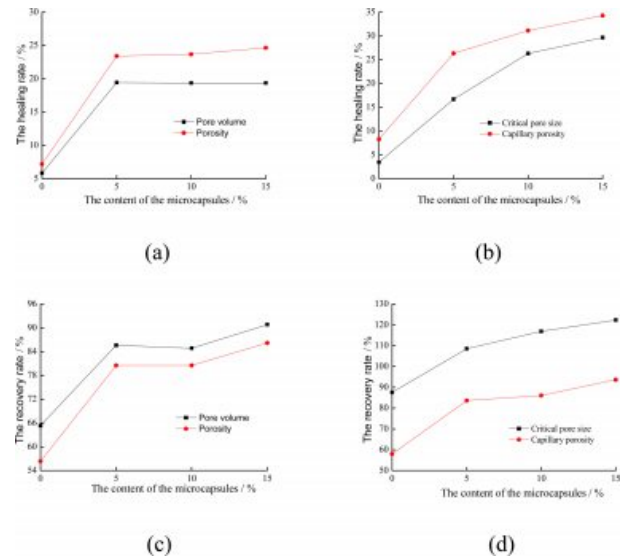 30
25
20
15
10
5
The healing rate / %
Pore volume
Porosity
0 5 10 15
The content of the microcapsules / %
(a)
35
30
25
20
15
10
5
0
The healing rate / %
Critical pore size
Capillary porosity
0 5 10 15
The content of the microcapsules / %
(b)
96
90
84
78
72
66
60
54
The recovery rate / %
Pore volume
Porosity
0 5 10 15
The content of the microcapsules / %
(c)
130
120
110
100
90
80
70
60
50
The recovery rate / %
Critical pore size
Capillary porosity
0 5 10 15
The content of the microcapsules / %
(d)